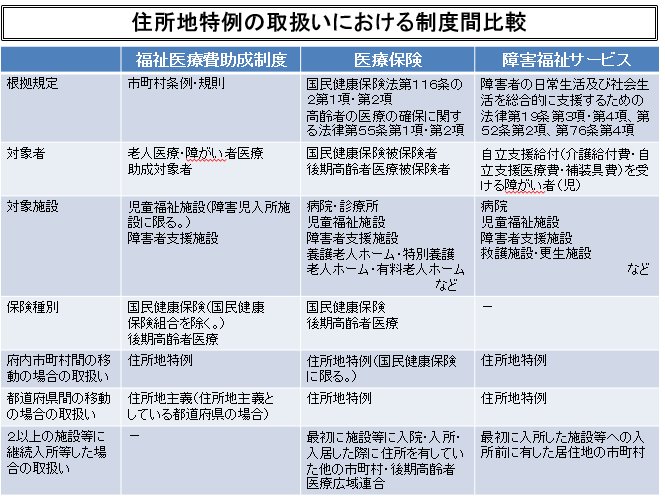 住所地特例の取扱いにおける制度間比較
福祉医療費助成制度 医療保険 障害福祉サービス
根拠規定
市町村条例・規則
国民健康保険法第116条の
2第1項・第2項
高齢者の医療の確保に関す
る法律第55条第1項・第2項
障害者の日常生活及び社会生
活を総合的に支援するための
法律第19条第3項・第4項、第
52条第2項、第76条第4項
対象者
老人医療・障がい者医療
助成対象者
国民健康保険被保険者
後期高齢者医療被保険者
自立支援給付(介護給付費・自
立支援医療費・補装具費)を受
ける障がい者(児)
対象施設
児童福祉施設(障害児入所施
設に限る。)
障害者支援施設
病院・診療所
児童福祉施設
障害者支援施設
養護老人ホーム・特別養護
老人ホーム・有料老人ホーム
など
病院
児童福祉施設
障害者支援施設
救護施設・更生施設
など
保険種別
国民健康保険(国民健康
保険組合を除く。)
後期高齢者医療
国民健康保険
後期高齢者医療
－
府内市町村間の移
動の場合の取扱い
住所地特例
住所地特例(国民健康保険
に限る。)
住所地特例
都道府県間の移動
の場合の取扱い
住所地主義(住所地主義と
している都道府県の場合)
住所地特例
住所地特例
2以上の施設等に
継続入所等した場
合の取扱い
－
最初に施設等に入院・入所・
入居した際に住所を有してい
た他の市町村・後期高齢者
医療広域連合
最初に入所した施設等への入
所前に有した居住地の市町村